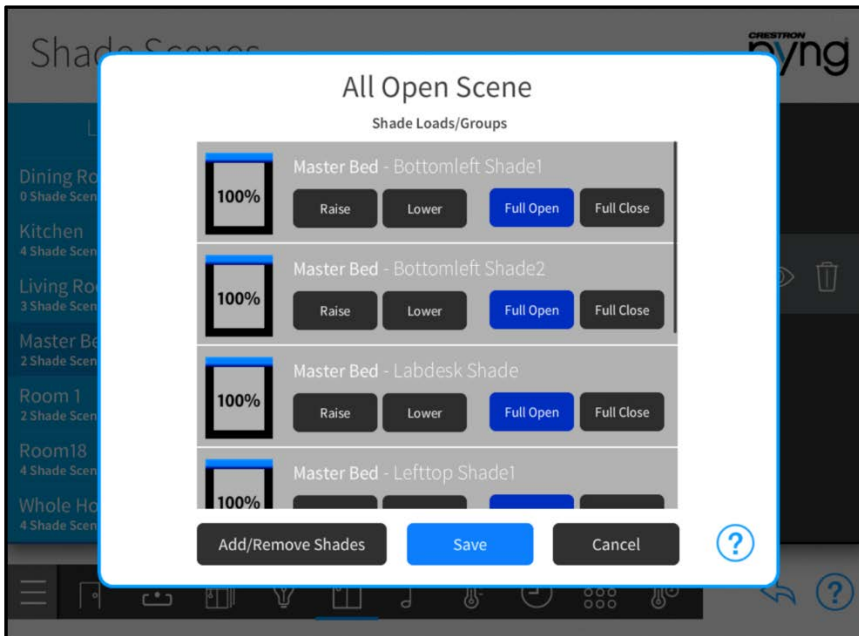 Shade Scenes
CRESTRON
pyng
All Open Scene
Shade Loads/Groups
Dining Ro
0 Shade Scen
Kitchen
4 Shade Scen
Living Roo
3 Shade Scen
Master Be
2 Shade Scen
Room 1
2 Shade Scen
Room18
4 Shade Scen
Whole Ho
4 Shade Scen
100%
Master Bed - Bottomleft Shade1
Raise Lower Full Open Full Close
100%
Master Bed - Bottomleft Shade2
Raise Lower Full Open Full Close
100%
Master Bed - Labdesk Shade
Raise Lower Full Open Full Close
100%
Master Bed - Lefttop Shade1
Add/Remove Shades Save Cancel ?
?